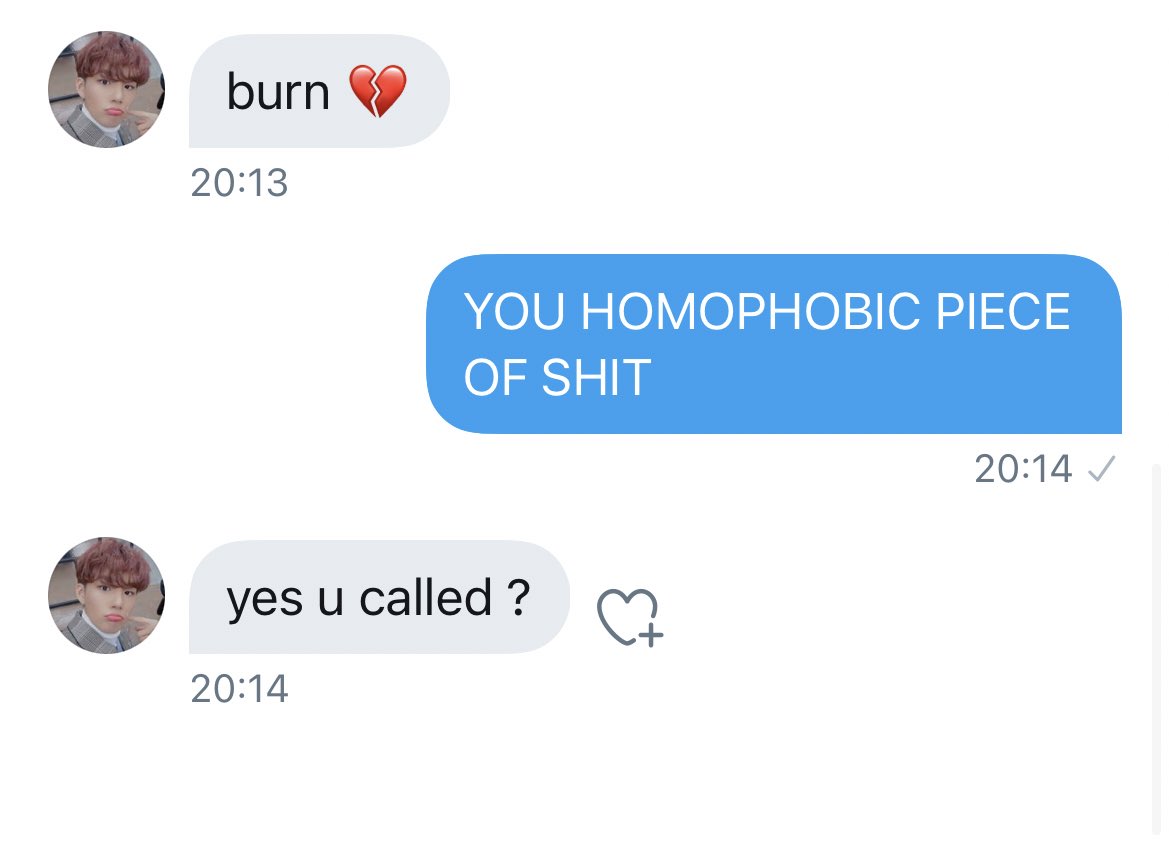 burn 💔
20:13
YOU HOMOPHOBIC PIECE
OF SHIT
20:14 ✓
yes u called ?
20:14